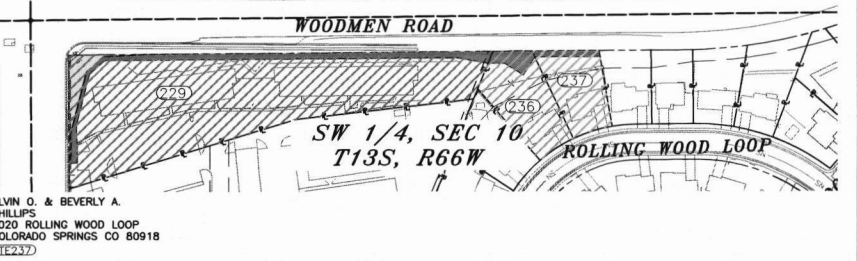 WOODMEN ROAD
229
237
236
SW 1/4, SEC 10
T13S, R66W
ROLLING WOOD LOOP
LVIN O. & BEVERLY A.
HILLIPS
020 ROLLING WOOD LOOP
OLORADO SPRINGS CO 80918
TE237